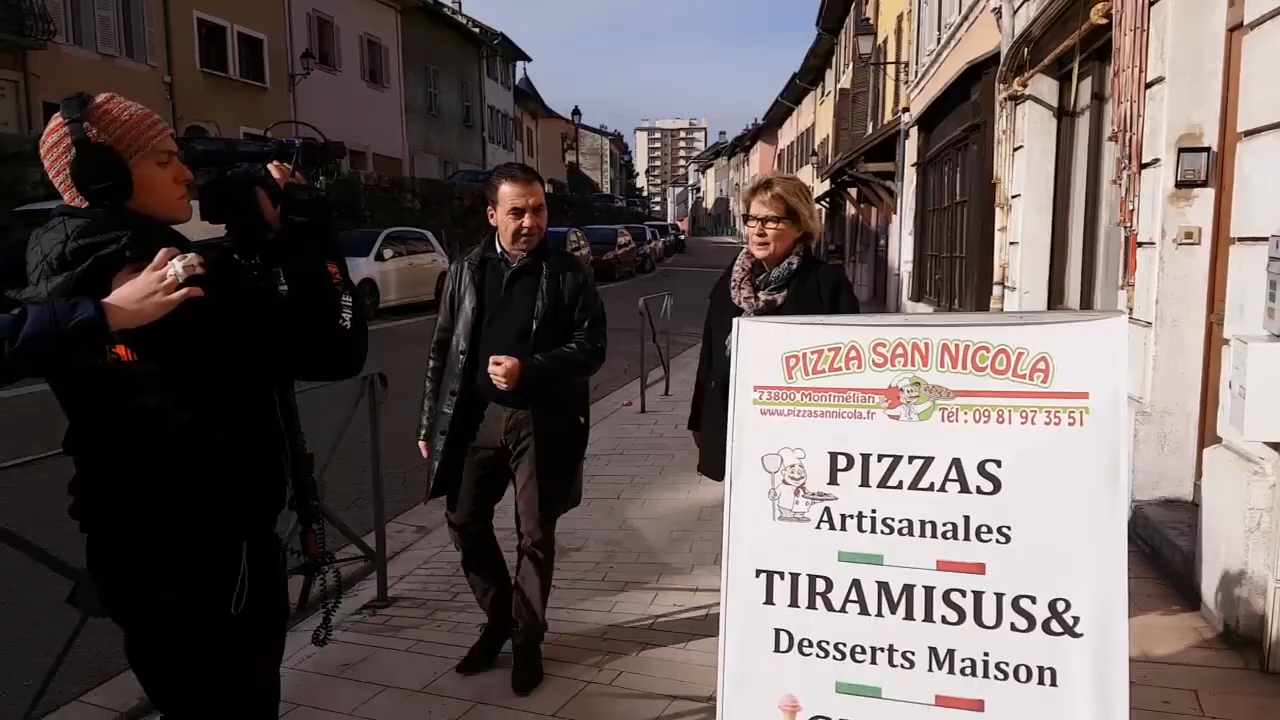 PIZZA SAN NICOLA
73800 Montmélian
www.pizzasannicola.fr
Tél : 09 81 97 35 51
PIZZAS
Artisanales
TIRAMISUS&
Desserts Maison